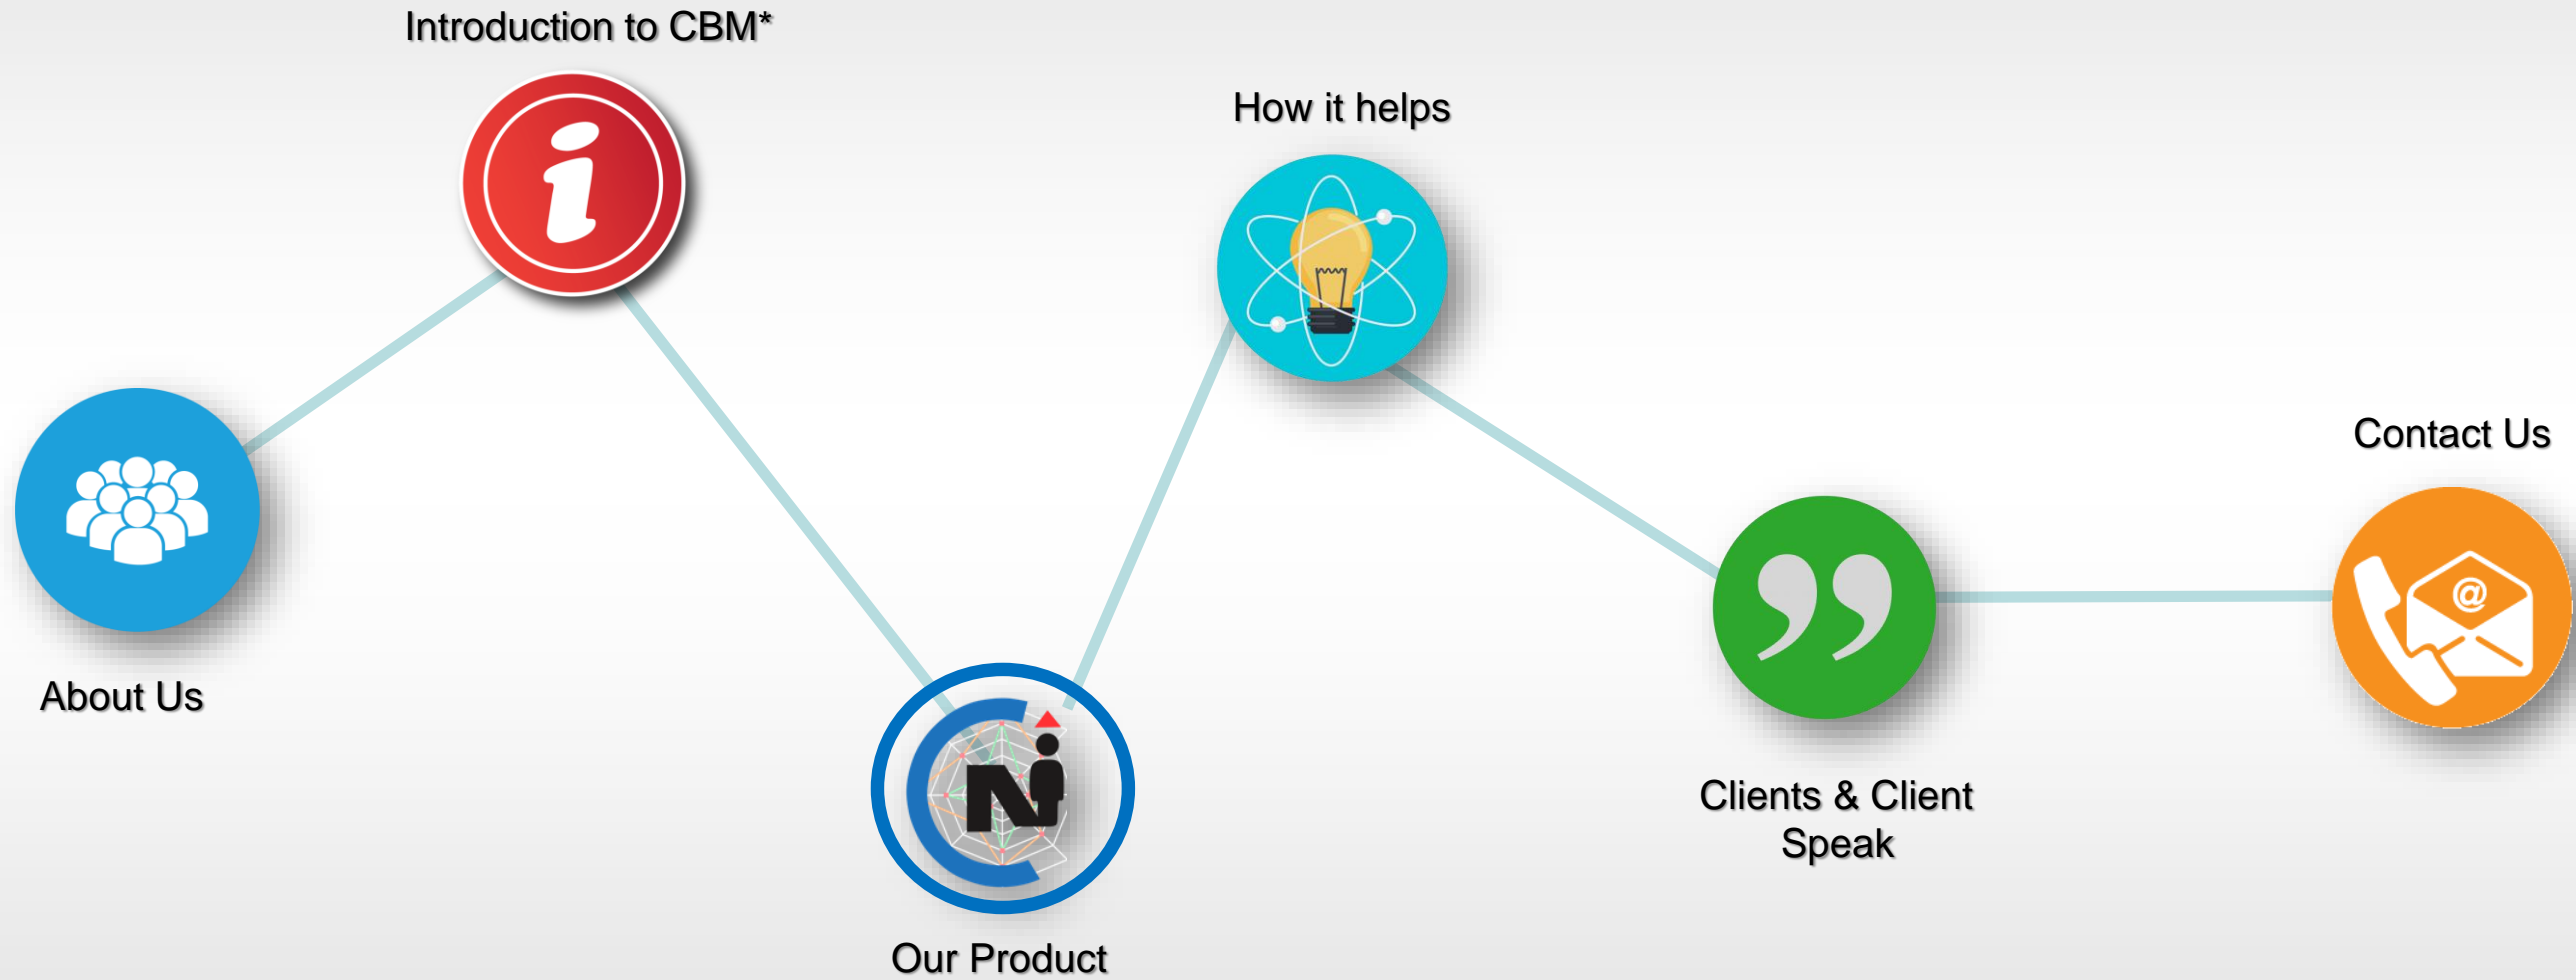 Introduction to CBM*
How it helps
Contact Us
About Us
Clients & Client
Speak
Our Product
i
@
N